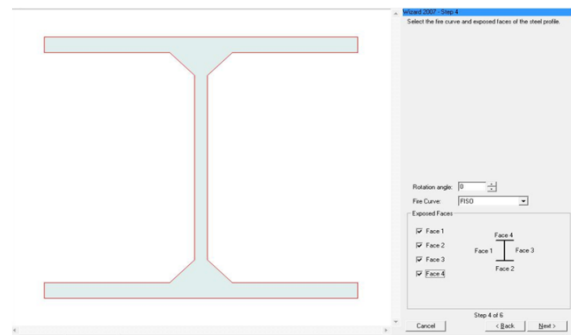 Wizard 2007 - Step 4
Select the fire curve and exposed faces of the steel profile.
Rotation angle: 0
Fire Curve: FISO
Exposed Faces
Face 1
Face 2
Face 3
Face 4
Face 4
Face 1 Face 3
Face 2
Step 4 of 6
Cancel < Back Next >